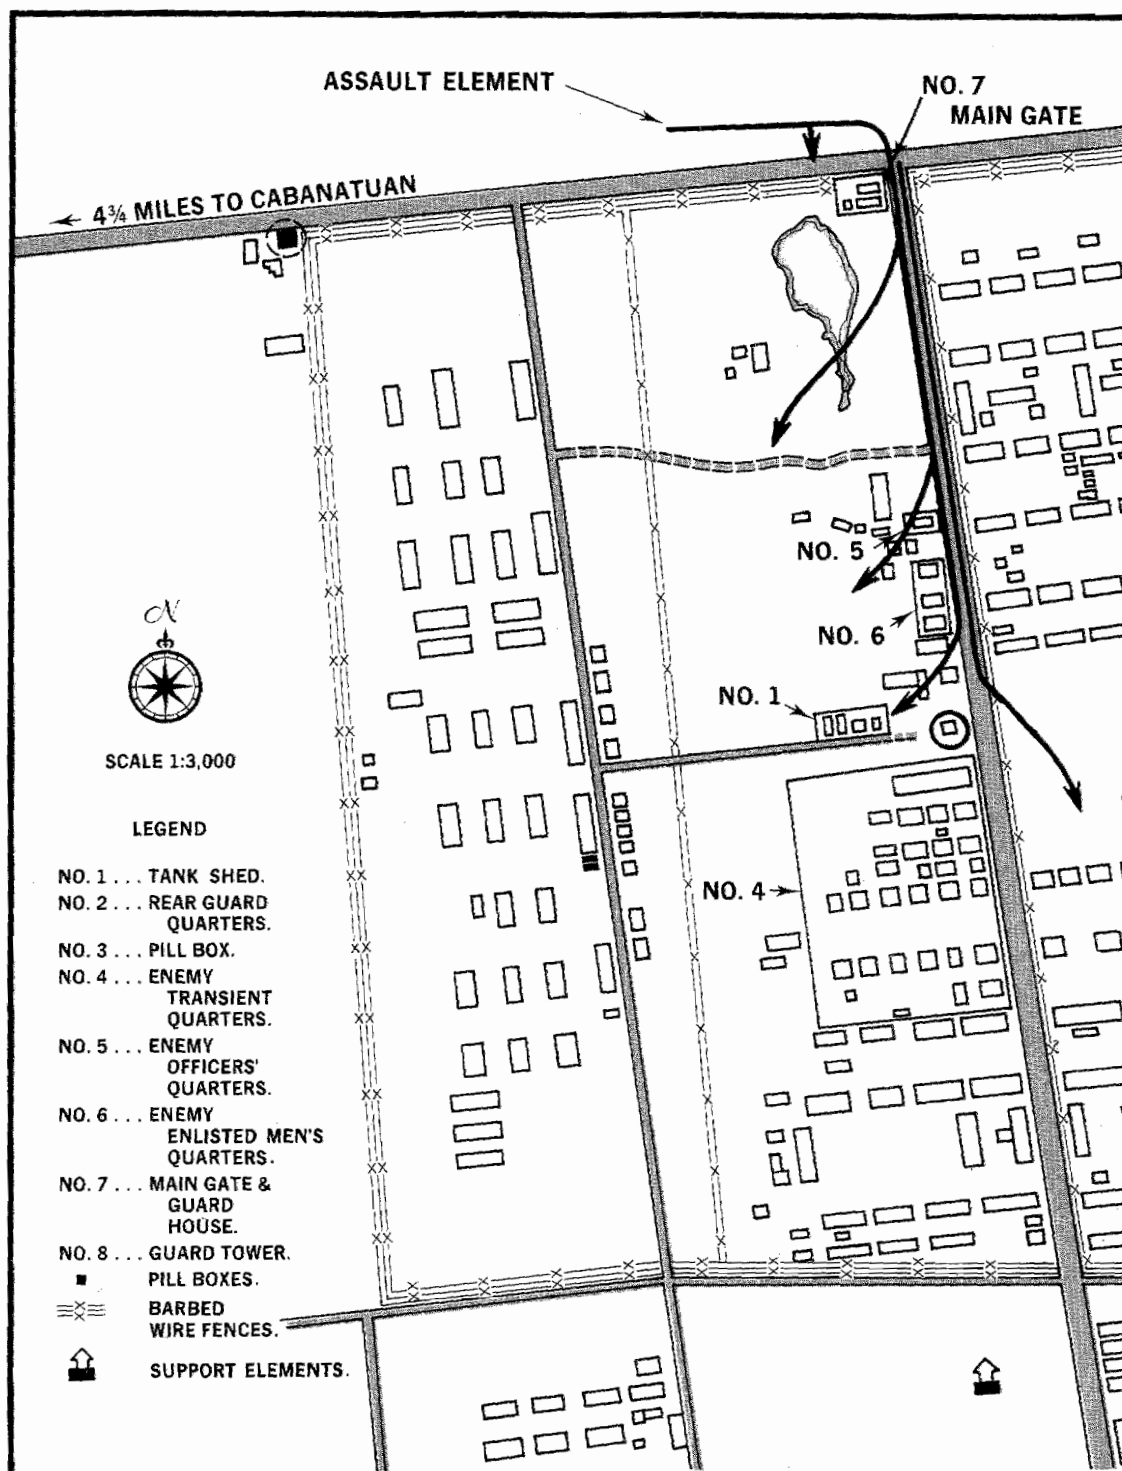 ASSAULT ELEMENT
NO. 7
MAIN GATE
4¾ MILES TO CABANATUAN
NO. 5
NO. 6
NO. 1
NO. 4
N
SCALE 1:3,000
LEGEND
NO. 1 ... TANK SHED.
NO. 2 ... REAR GUARD
QUARTERS.
NO. 3 ... PILL BOX.
NO. 4 ... ENEMY
TRANSIENT
QUARTERS.
NO. 5 ... ENEMY
OFFICERS'
QUARTERS.
NO. 6 ... ENEMY
ENLISTED MEN'S
QUARTERS.
NO. 7 ... MAIN GATE &
GUARD
HOUSE.
NO. 8 ... GUARD TOWER.
PILL BOXES.
BARBED
WIRE FENCES.
SUPPORT ELEMENTS.